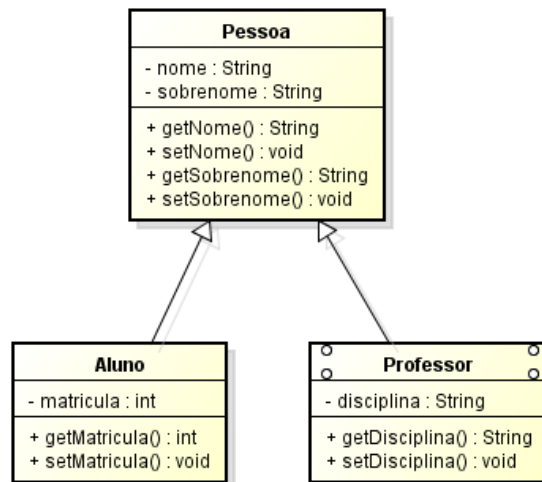 Pessoa
- nome : String
- sobrenome : String
+ getNome() : String
+ setNome() : void
+ getSobrenome() : String
+ setSobrenome() : void
Aluno
- matricula : int
+ getMatricula() : int
+ setMatricula() : void
Professor
- disciplina : String
+ getDisciplina() : String
+ setDisciplina() : void